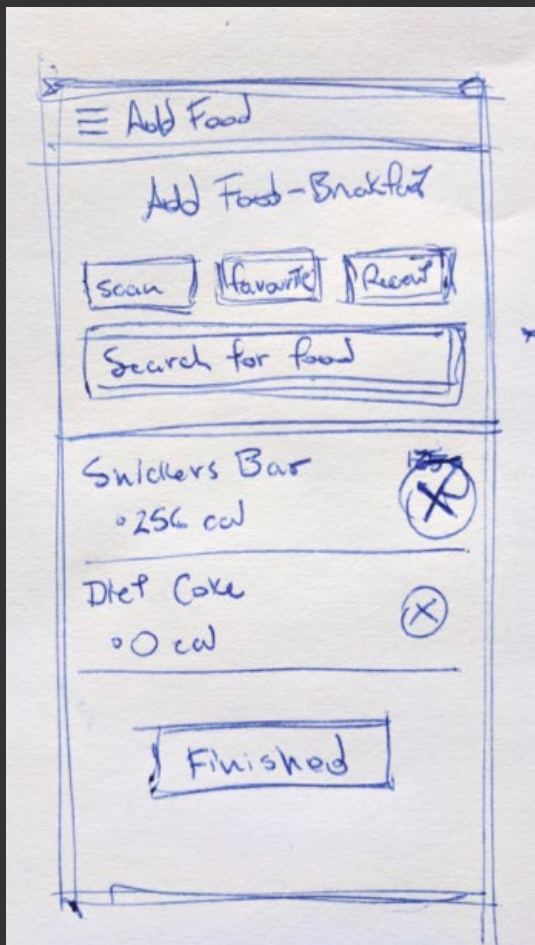 Add Food
Add Food - Breakfast
Scan
favourite
Recent
Search for food
Snickers Bar
256 cal
X
Diet Coke
0 cal
X
Finished